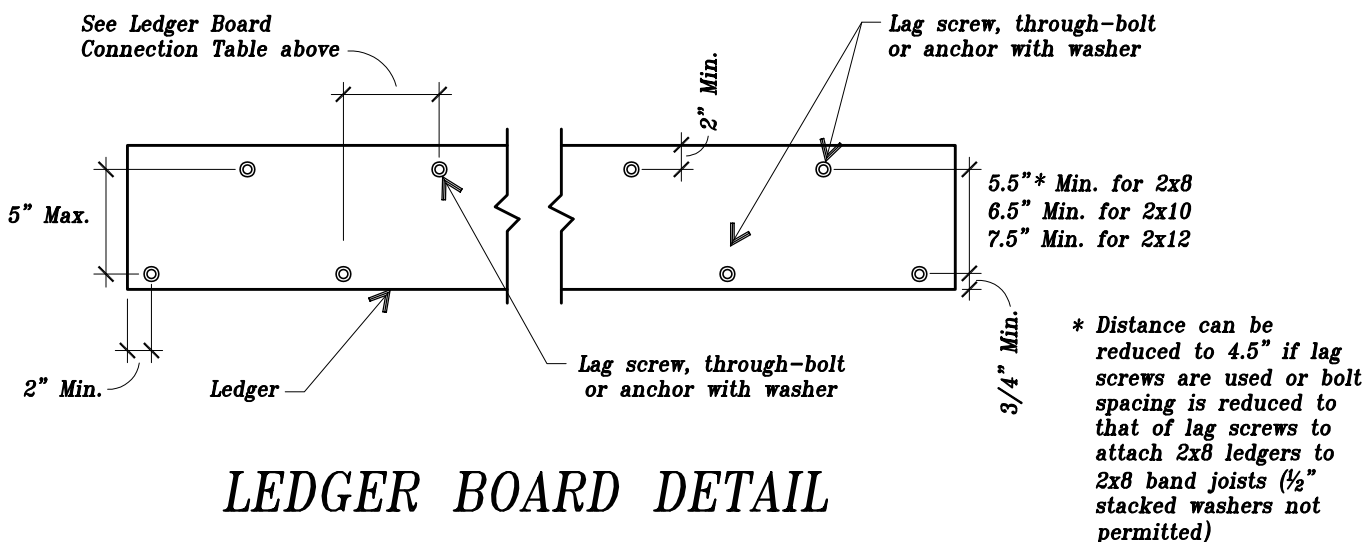 See Ledger Board
Connection Table above
Lag screw, through-bolt
or anchor with washer
2" Min.
5" Max.
5.5"* Min. for 2x8
6.5" Min. for 2x10
7.5" Min. for 2x12
2" Min.
Ledger
Lag screw, through-bolt
or anchor with washer
3/4" Min.
* Distance can be
reduced to 4.5" if lag
screws are used or bolt
spacing is reduced to
that of lag screws to
attach 2x8 ledgers to
2x8 band joists (½"
stacked washers not
permitted)
LEDGER BOARD DETAIL